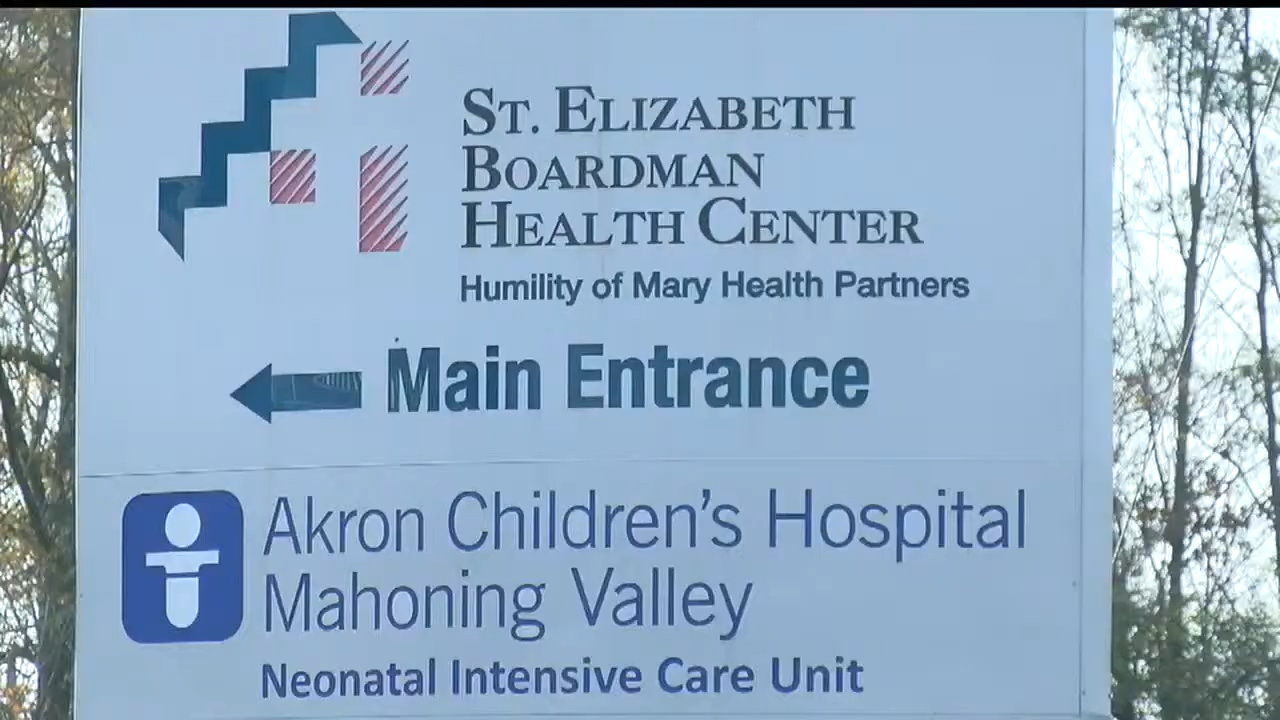 St. Elizabeth
Boardman
Health Center
Humility of Mary Health Partners
Main Entrance
Akron Children's Hospital
Mahoning Valley
Neonatal Intensive Care Unit